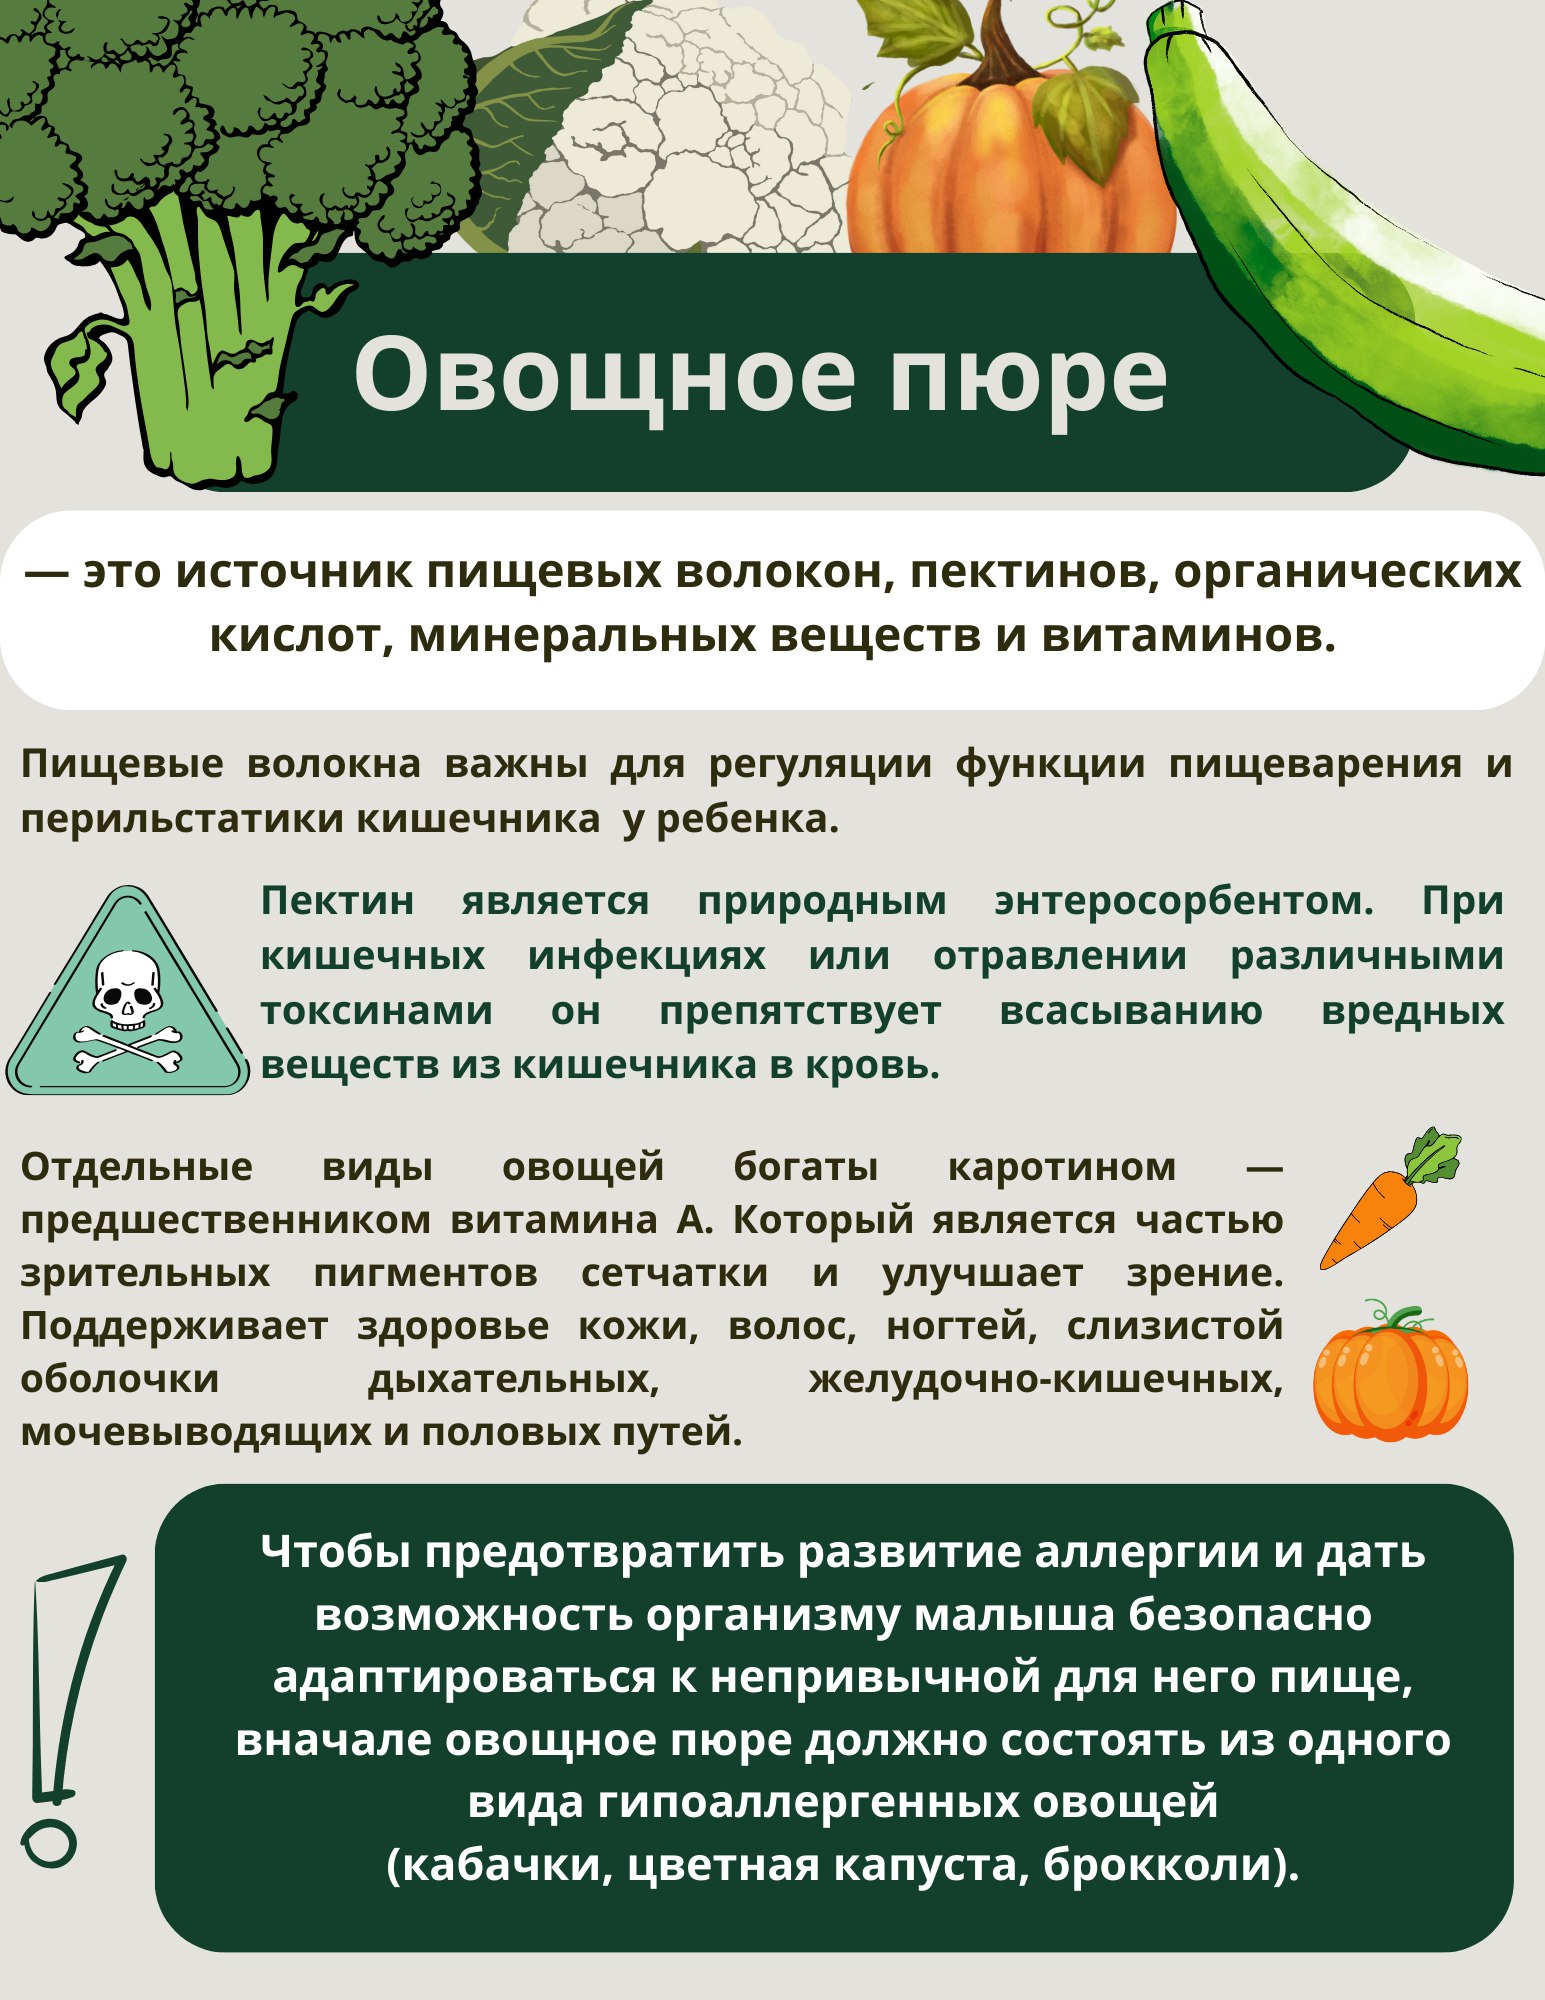 Овощное пюре
— это источник пищевых волокон, пектинов, органических
кислот, минеральных веществ и витаминов.
Пищевые волокна важны для регуляции функции пищеварения и
перильстатики кишечника у ребенка.
Пектин является природным энтеросорбентом. При
кишечных инфекциях или отравлении различными
токсинами он препятствует всасыванию вредных
веществ из кишечника в кровь.
Отдельные виды овощей богаты каротином —
предшественником витамина А. Который является частью
зрительных пигментов сетчатки и улучшает зрение.
Поддерживает здоровье кожи, волос, ногтей, слизистой
оболочки дыхательных, желудочно-кишечных,
мочевыводящих и половых путей.
Чтобы предотвратить развитие аллергии и дать
возможность организму малыша безопасно
адаптироваться к непривычной для него пище,
вначале овощное пюре должно состоять из одного
вида гипоаллергенных овощей
(кабачки, цветная капуста, брокколи).